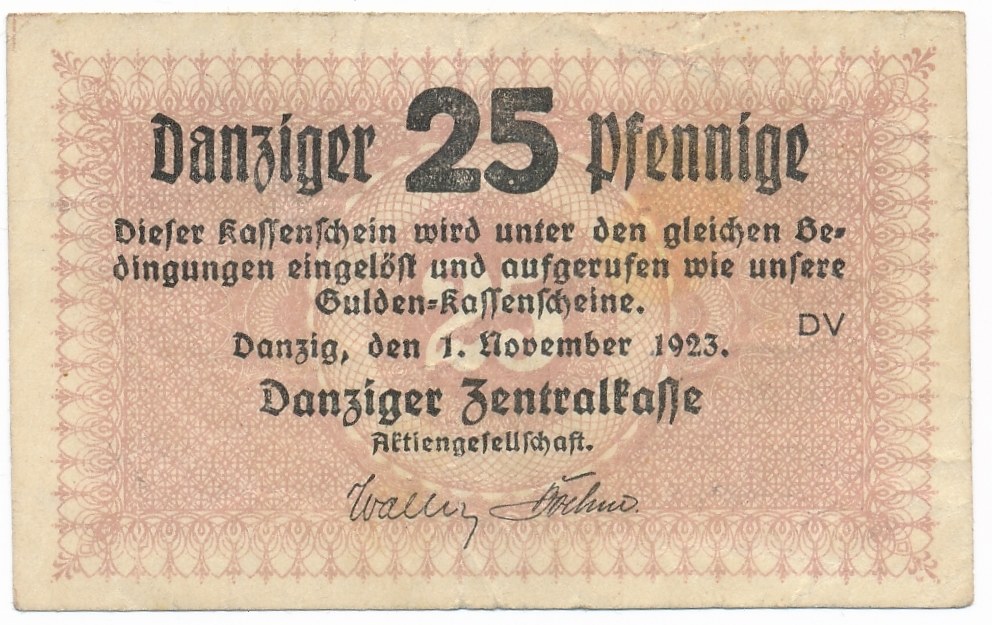 Danziger 25 Pfennige
Dieser Kassenschein wird unter den gleichen Be-
dingungen eingelöst und aufgerufen wie unsere
Gulden-Kassenscheine.
DV
Danzig, den 1. November 1923.
Danziger Zentralkasse
Aktiengesellschaft.
25